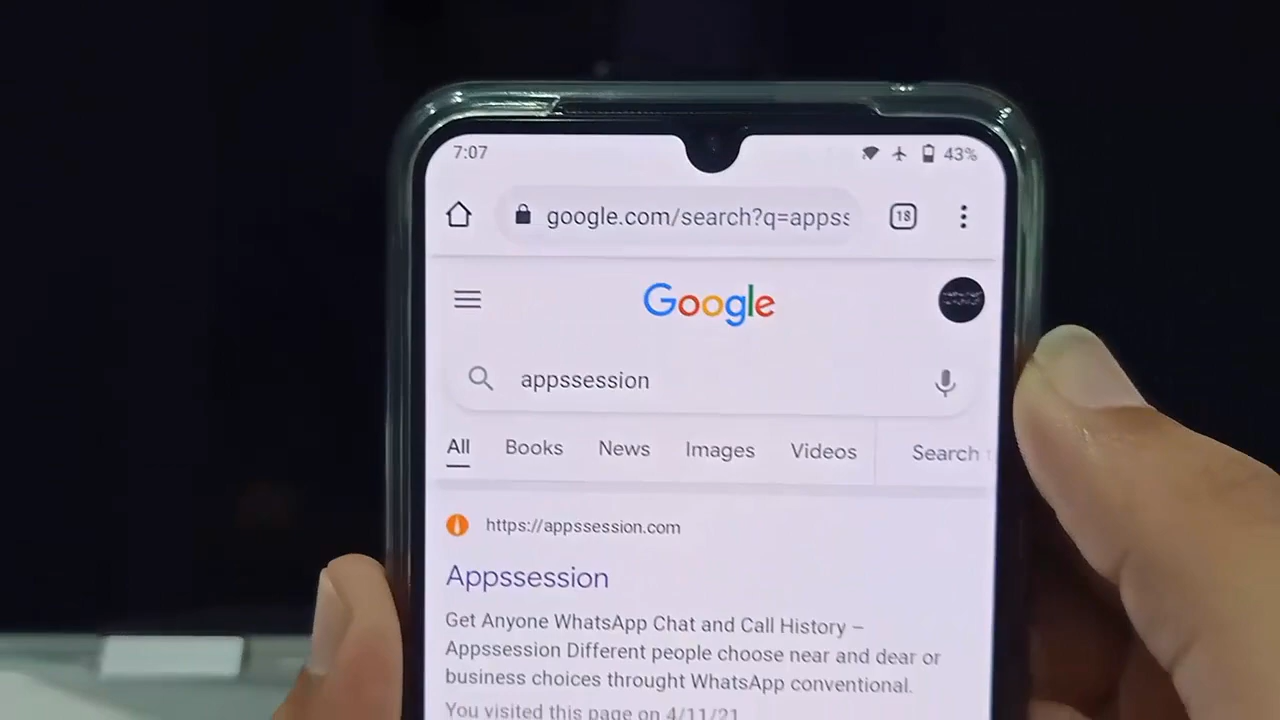 7:07
43%
google.com/search?q=apps
18
Google
appssession
All Books News Images Videos Search
https://appssession.com
Appssession
Get Anyone WhatsApp Chat and Call History –
Appssession Different people choose near and dear or
business choices throught WhatsApp conventional.
You visited this page on 4/11/21